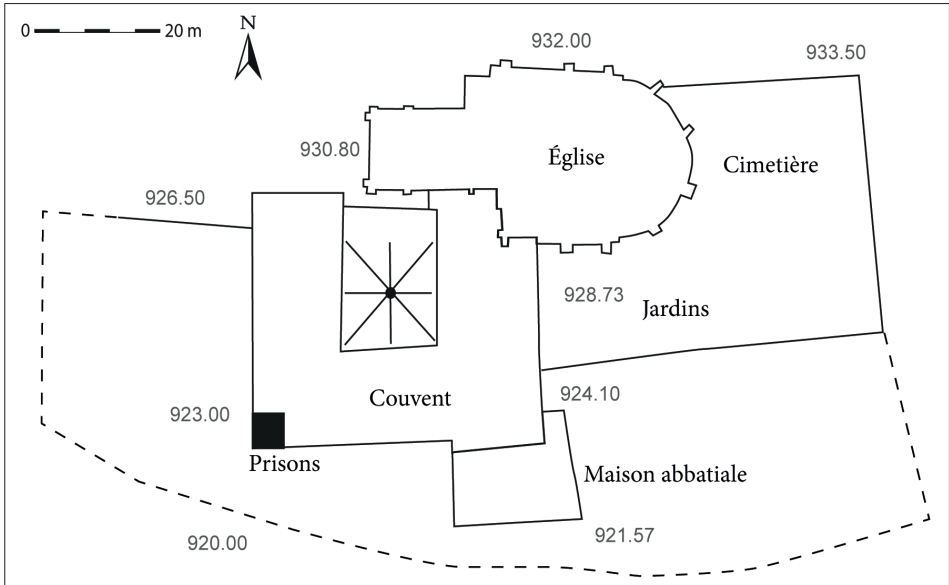 0 20 m
N
932.00
933.50
930.80
Église
Cimetière
926.50
928.73
Jardins
Couvent
924.10
923.00
Prisons
Maison abbatiale
921.57
920.00